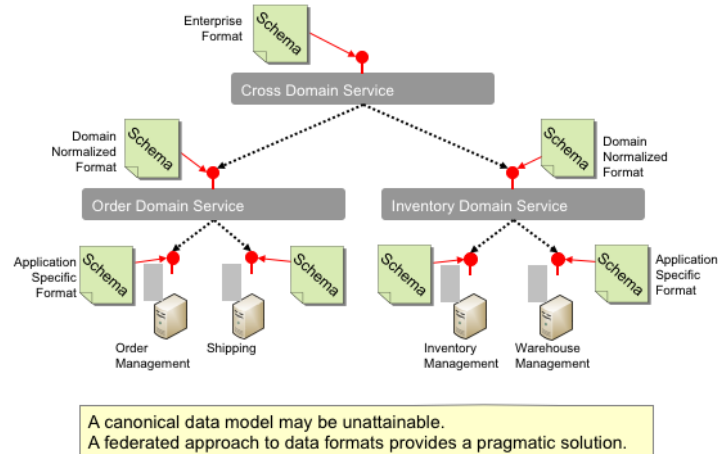 Enterprise
Format
Schema
Cross Domain Service
Domain
Normalized
Format
Schema
Schema
Domain
Normalized
Format
Order Domain Service
Inventory Domain Service
Application
Specific
Format
Schema
Schema
Schema
Schema
Application
Specific
Format
Order
Management
Shipping
Inventory
Management
Warehouse
Management
A canonical data model may be unattainable.
A federated approach to data formats provides a pragmatic solution.